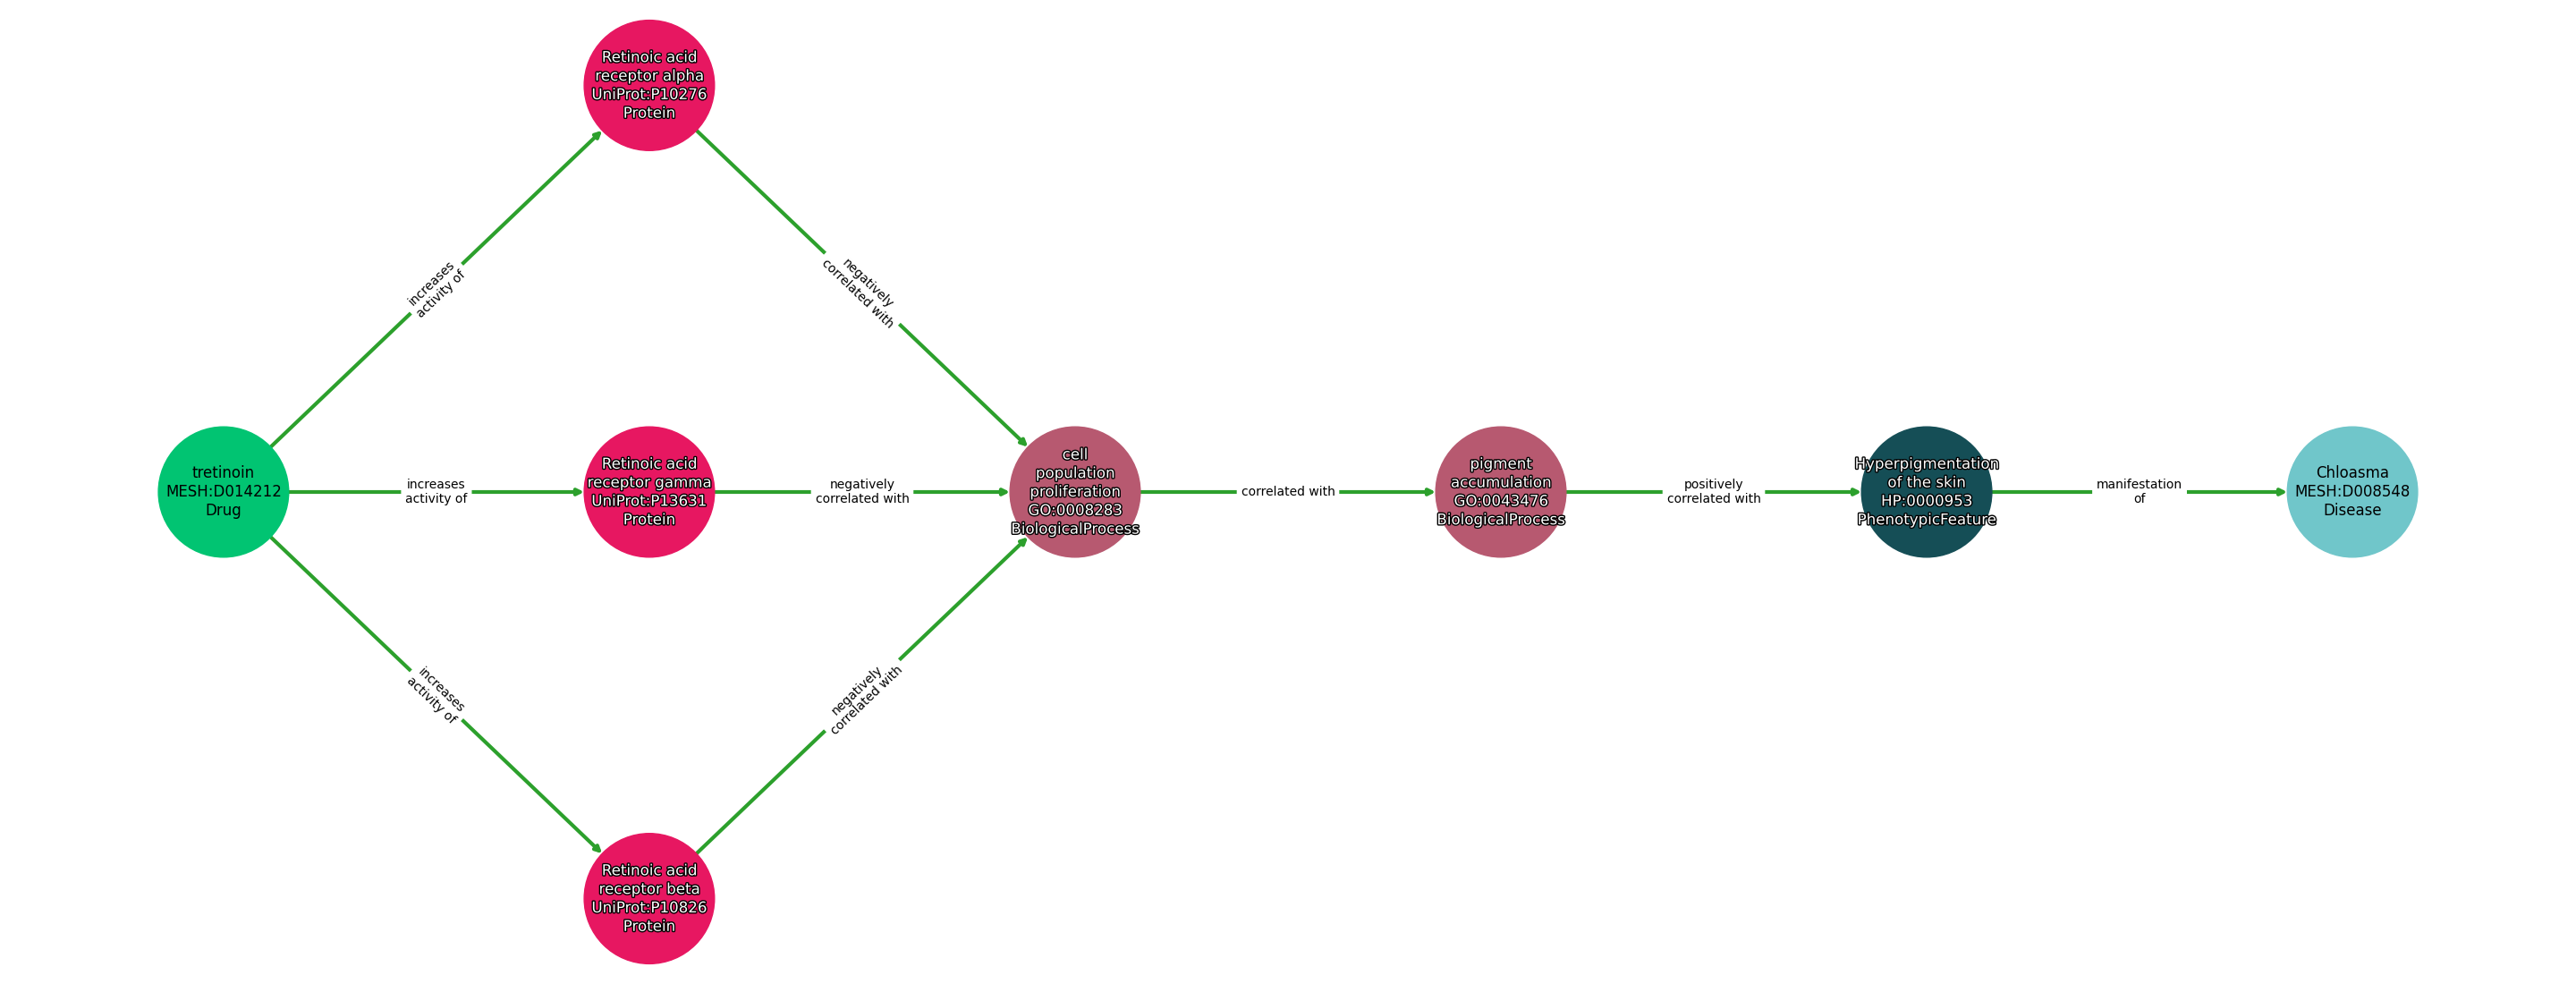 Retinoic acid
receptor alpha
UniProt:P10276
Protein
increases
activity of
negatively
correlated with
tretinoin
MESH:D014212
Drug
increases
activity of
Retinoic acid
receptor gamma
UniProt:P13631
Protein
negatively
correlated with
cell
population
proliferation
GO:0008283
BiologicalProcess
correlated with
pigment
accumulation
GO:0043476
BiologicalProcess
positively
correlated with
Hyperpigmentation
of the skin
HP:0000953
PhenotypicFeature
manifestation
of
Chloasma
MESH:D008548
Disease
increases
activity of
negatively
correlated with
Retinoic acid
receptor beta
UniProt:P10826
Protein